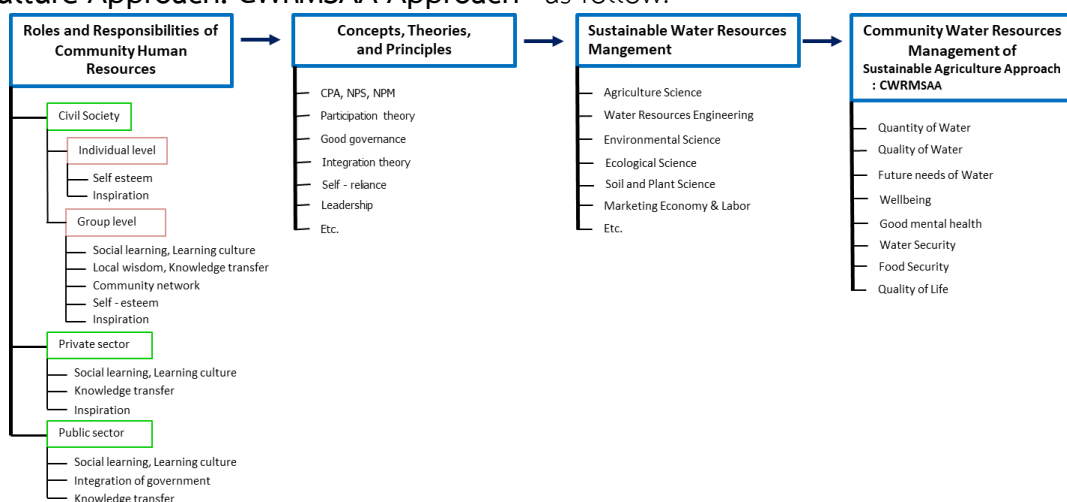 ulture Approach: CWRMSAA Approach" as follow:
Roles and Responsibilities of
Community Human
Resources
Civil Society
Individual level
Self esteem
Inspiration
Group level
Social learning, Learning culture
Local wisdom, Knowledge transfer
Community network
Self - esteem
Inspiration
Private sector
Social learning, Learning culture
Knowledge transfer
Inspiration
Public sector
Social learning, Learning culture
Integration of government
Knowledge transfer
Concepts, Theories,
and Principles
CPA, NPS, NPM
Participation theory
Good governance
Integration theory
Self - reliance
Leadership
Etc.
Sustainable Water Resources
Mangement
Agriculture Science
Water Resources Engineering
Environmental Science
Ecological Science
Soil and Plant Science
Marketing Economy & Labor
Etc.
Community Water Resources
Management of
Sustainable Agriculture Approach
: CWRMSAA
Quantity of Water
Quality of Water
Future needs of Water
Wellbeing
Good mental health
Water Security
Food Security
Quality of Life